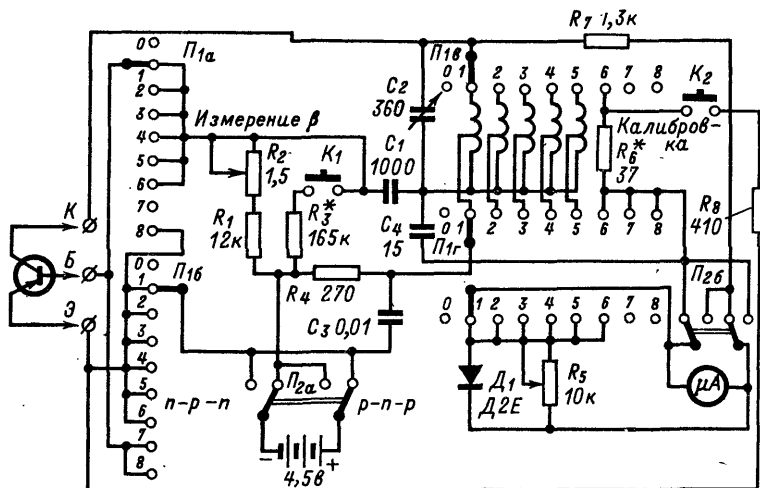 R₇ 1,3к
0 П1а
1
2
3
4
5
6
7
8
Измерение β
R₂
1,5
K₁
R₁
12к
R₃*
165к
R₄ 270
C₂
360
C₁
1000
C₄
15
C₃ 0,01
П1в
0 1 2 3 4 5 6 7 8
K₂
Калибров-
ка
R₆*
37
R₈
410
0 1 2 3 4 5 6 7 8
П1г
К
Б
Э
0 П1б
1
2
3
4
5
6
7
8
n-p-n
П2а
p-n-p
- +
4,5в
П2б
0 1 2 3 4 5 6 7 8
Д₁
Д2Е
R₅
10к
μA